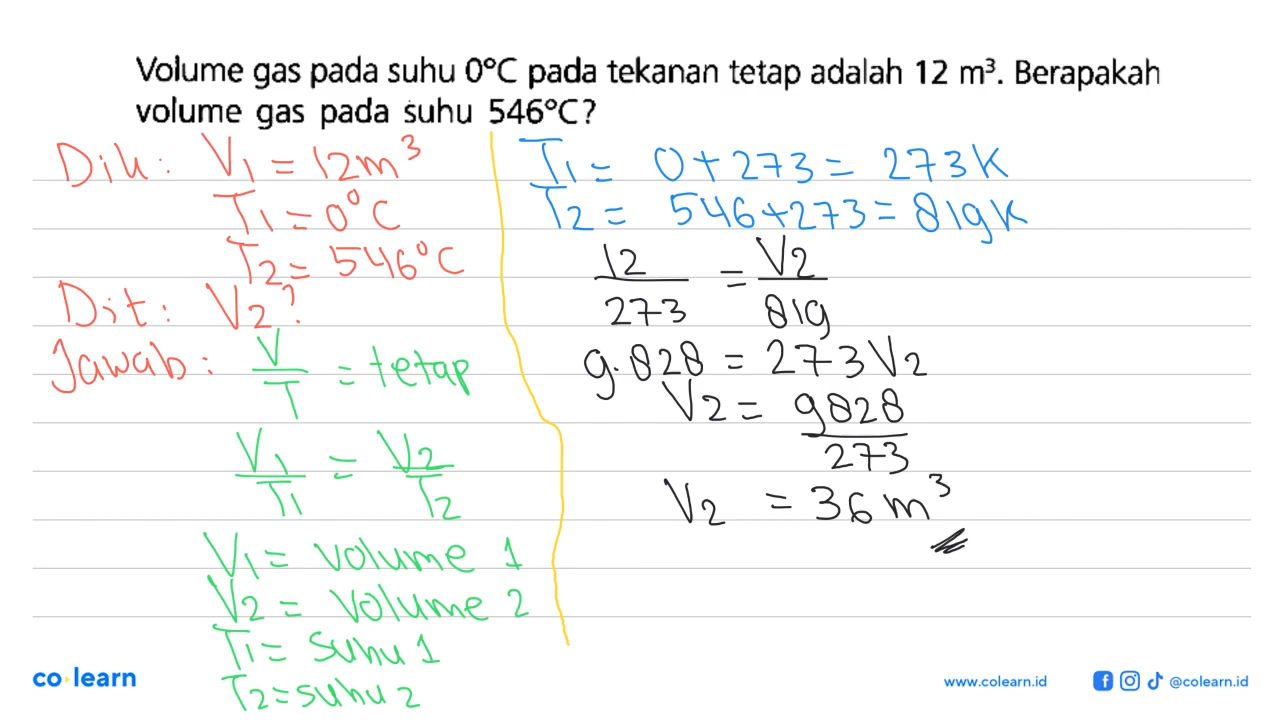 Volume gas pada suhu 0°C pada tekanan tetap adalah 12 m³. Berapakah
volume gas pada suhu 546°C?
Dik: V1 = 12m³
T1 = 0°C
T2 = 546°C
Dit: V2?
Jawab: V/T = tetap
V1/T1 = V2/T2
V1 = volume 1
V2 = volume 2
T1 = suhu 1
T2 = suhu 2
T1 = 0 + 273 = 273K
T2 = 546 + 273 = 819K
12/273 = V2/819
9.828 = 273V2
V2 = 9828/273
V2 = 36 m³
co learn
www.colearn.id
@colearn.id